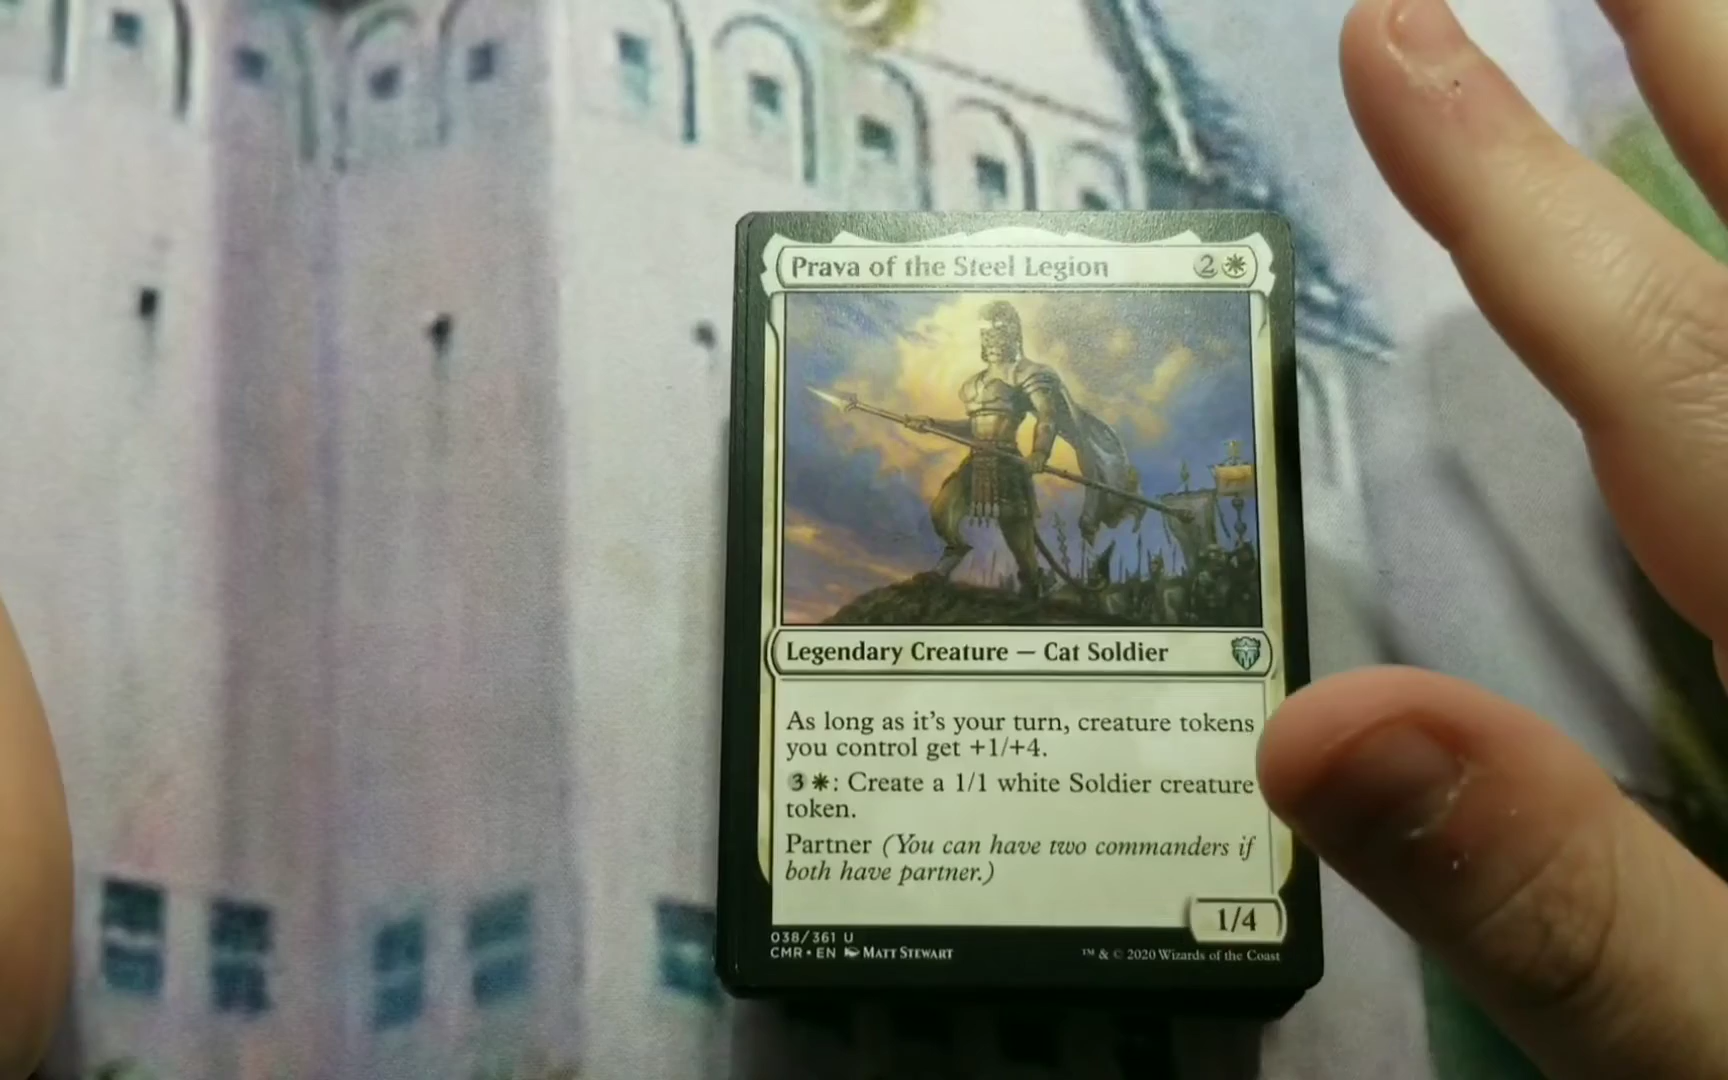 Prava of the Steel Legion 2
Legendary Creature — Cat Soldier
As long as it's your turn, creature tokens
you control get +1/+4.
3 : Create a 1/1 white Soldier creature
token.
Partner (You can have two commanders if
both have partner.)
1/4
038/361 U
CMR • EN Matt Stewart
™ & © 2020 Wizards of the Coast